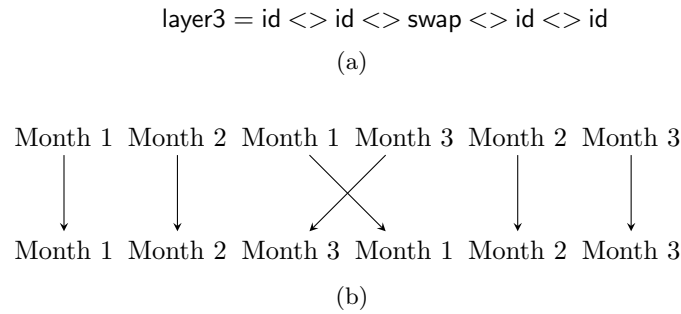 layer3 = id <> id <> swap <> id <> id
(a)
Month 1 Month 2 Month 1 Month 3 Month 2 Month 3
Month 1 Month 2 Month 3 Month 1 Month 2 Month 3
(b)